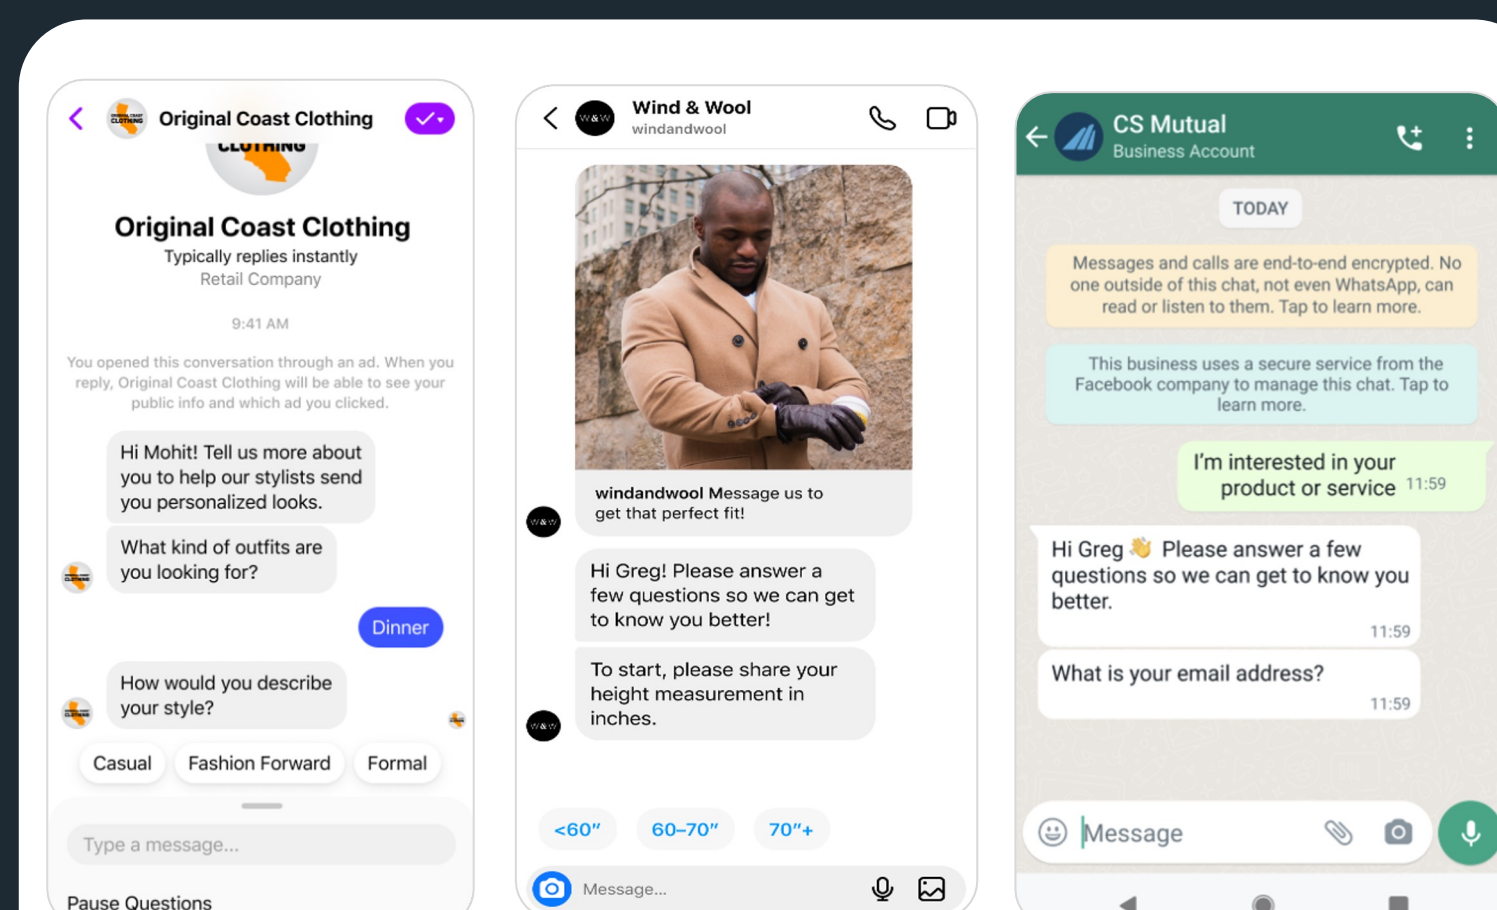 Original Coast Clothing
CLOTHING
Original Coast Clothing
Typically replies instantly
Retail Company
9:41 AM
You opened this conversation through an ad. When you
reply, Original Coast Clothing will be able to see your
public info and which ad you clicked.
Hi Mohit! Tell us more about
you to help our stylists send
you personalized looks.
What kind of outfits are
you looking for?
Dinner
How would you describe
your style?
Casual
Fashion Forward
Formal
Type a message...
Pause Questions
W&W
Wind & Wool
windandwool
windandwool Message us to
get that perfect fit!
W&W
Hi Greg! Please answer a
few questions so we can get
to know you better!
To start, please share your
height measurement in
inches.
W&W
<60”
60–70”
70”+
Message...
CS Mutual
Business Account
TODAY
Messages and calls are end-to-end encrypted. No
one outside of this chat, not even WhatsApp, can
read or listen to them. Tap to learn more.
This business uses a secure service from the
Facebook company to manage this chat. Tap to
learn more.
I’m interested in your
product or service 11:59
Hi Greg 👋 Please answer a few
questions so we can get to know you
better.
11:59
What is your email address?
11:59
Message